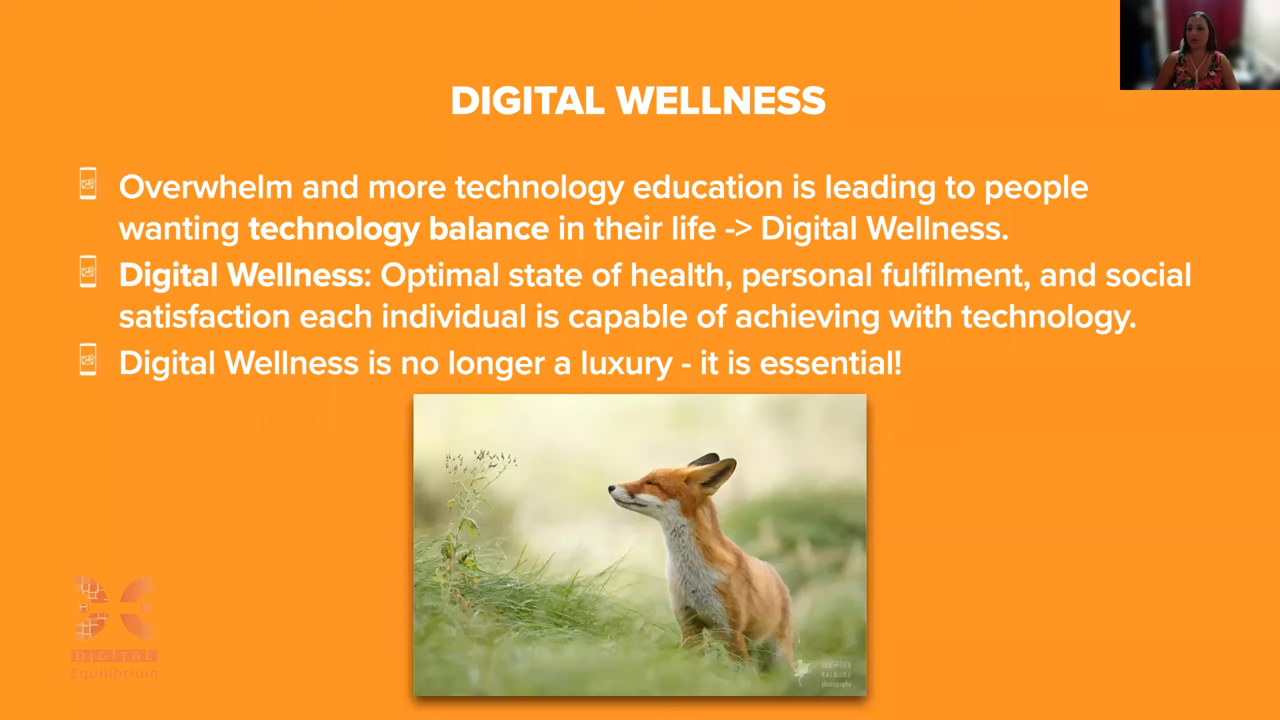 DIGITAL WELLNESS
Overwhelm and more technology education is leading to people
wanting technology balance in their life -> Digital Wellness.
Digital Wellness: Optimal state of health, personal fulfilment, and social
satisfaction each individual is capable of achieving with technology.
Digital Wellness is no longer a luxury - it is essential!
DIGITAL
Equilibrium
photography